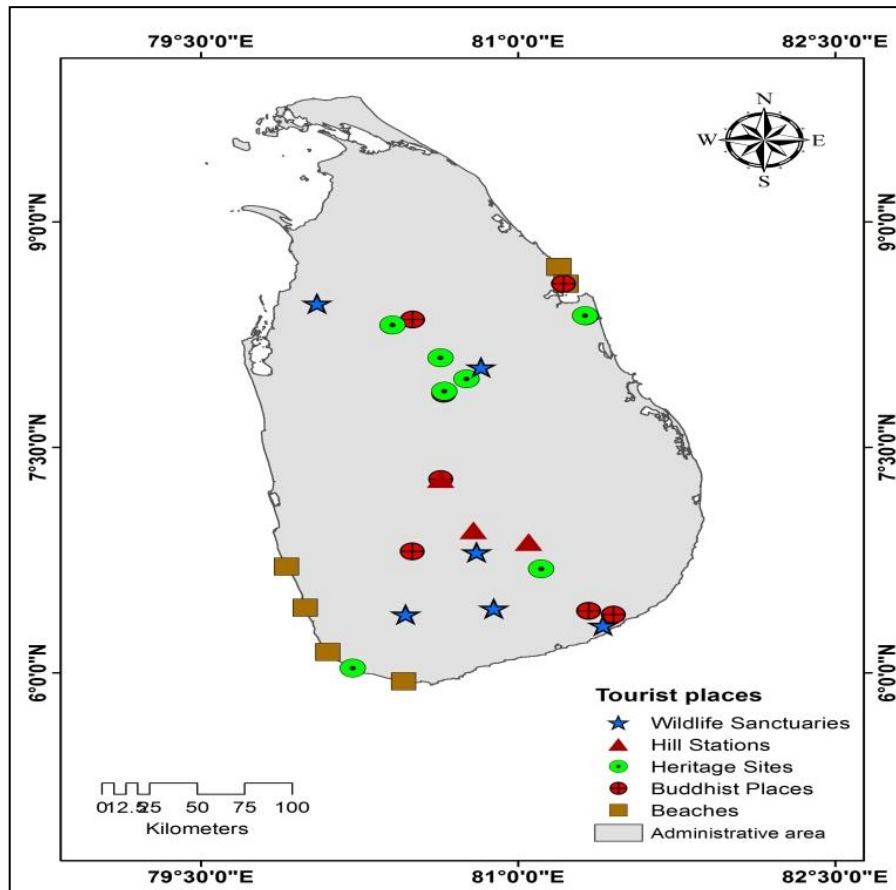 79°30'0"E 81°0'0"E 82°30'0"E
N
W E
S
9°0'0"N 9°0'0"N
7°30'0"N 7°30'0"N
6°0'0"N 6°0'0"N
Tourist places
Wildlife Sanctuaries
Hill Stations
Heritage Sites
Buddhist Places
Beaches
Administrative area
0 12.5 25 50 75 100
Kilometers
79°30'0"E 81°0'0"E 82°30'0"E